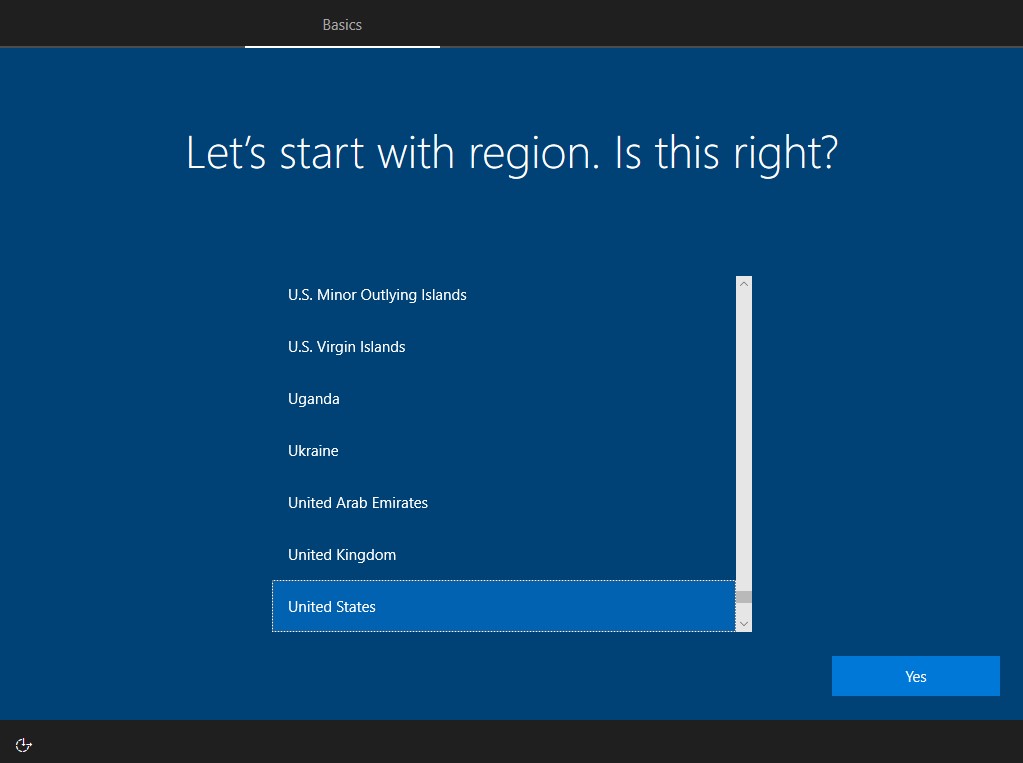 Basics
Let’s start with region. Is this right?
U.S. Minor Outlying Islands
U.S. Virgin Islands
Uganda
Ukraine
United Arab Emirates
United Kingdom
United States
Yes